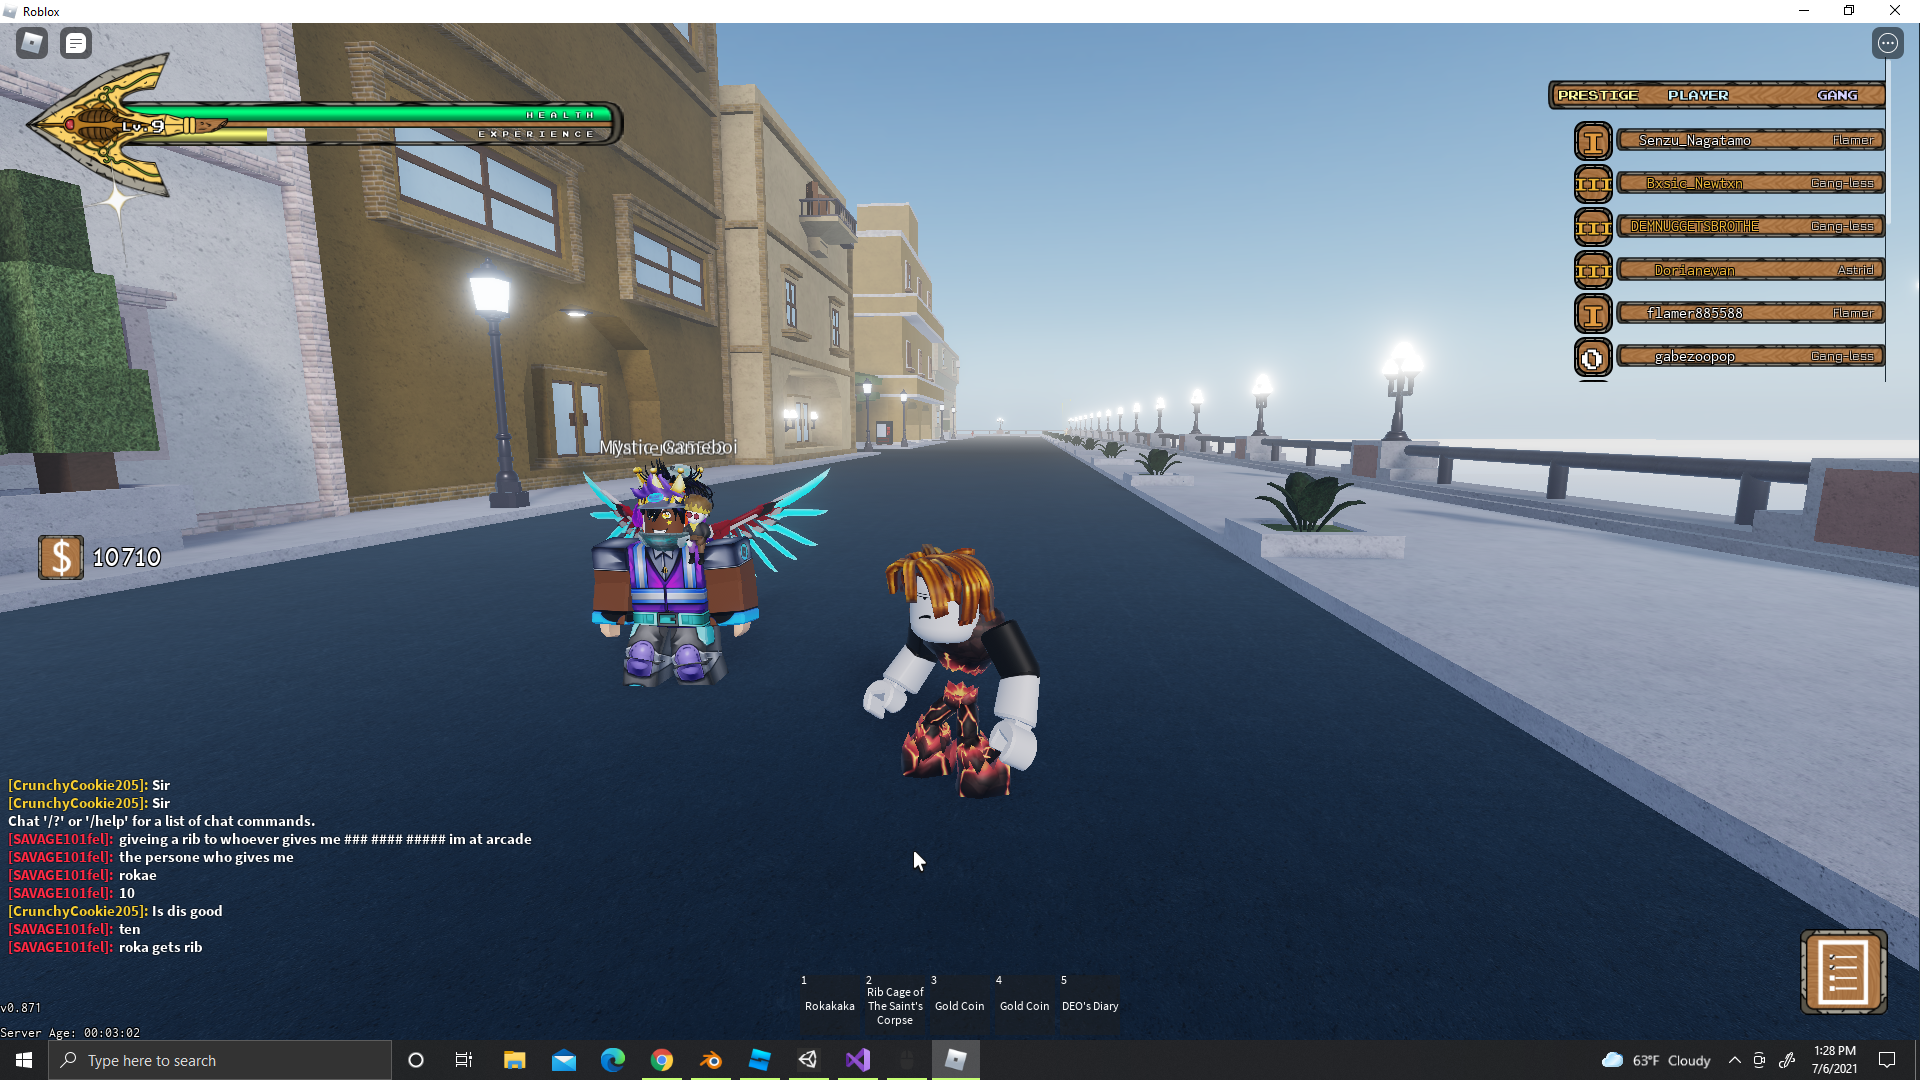 Roblox
HEALTH
Lv.9
EXPERIENCE
PRESTIGE PLAYER GANG
I Senzu_Nagatamo Flamer
III Bxsic_Newtxn Gang-less
III DEMNUGGETSBROTHE Gang-less
III Dorianevan Astrid
I flamer885588 Flamer
0 gabezoopop Gang-less
$ 10710
[CrunchyCookie205]: Sir
[CrunchyCookie205]: Sir
Chat '/?' or '/help' for a list of chat commands.
[SAVAGE101fel]: giveing a rib to whoever gives me ### #### ##### im at arcade
[SAVAGE101fel]: the persone who gives me
[SAVAGE101fel]: rokae
[SAVAGE101fel]: 10
[CrunchyCookie205]: Is dis good
[SAVAGE101fel]: ten
[SAVAGE101fel]: roka gets rib
1 2 3 4 5
Rokakaka
Rib Cage of
The Saint's
Corpse
Gold Coin
Gold Coin
DEO's Diary
v0.871
Server Age: 00:03:02
Type here to search
63°F Cloudy
1:28 PM
7/6/2021